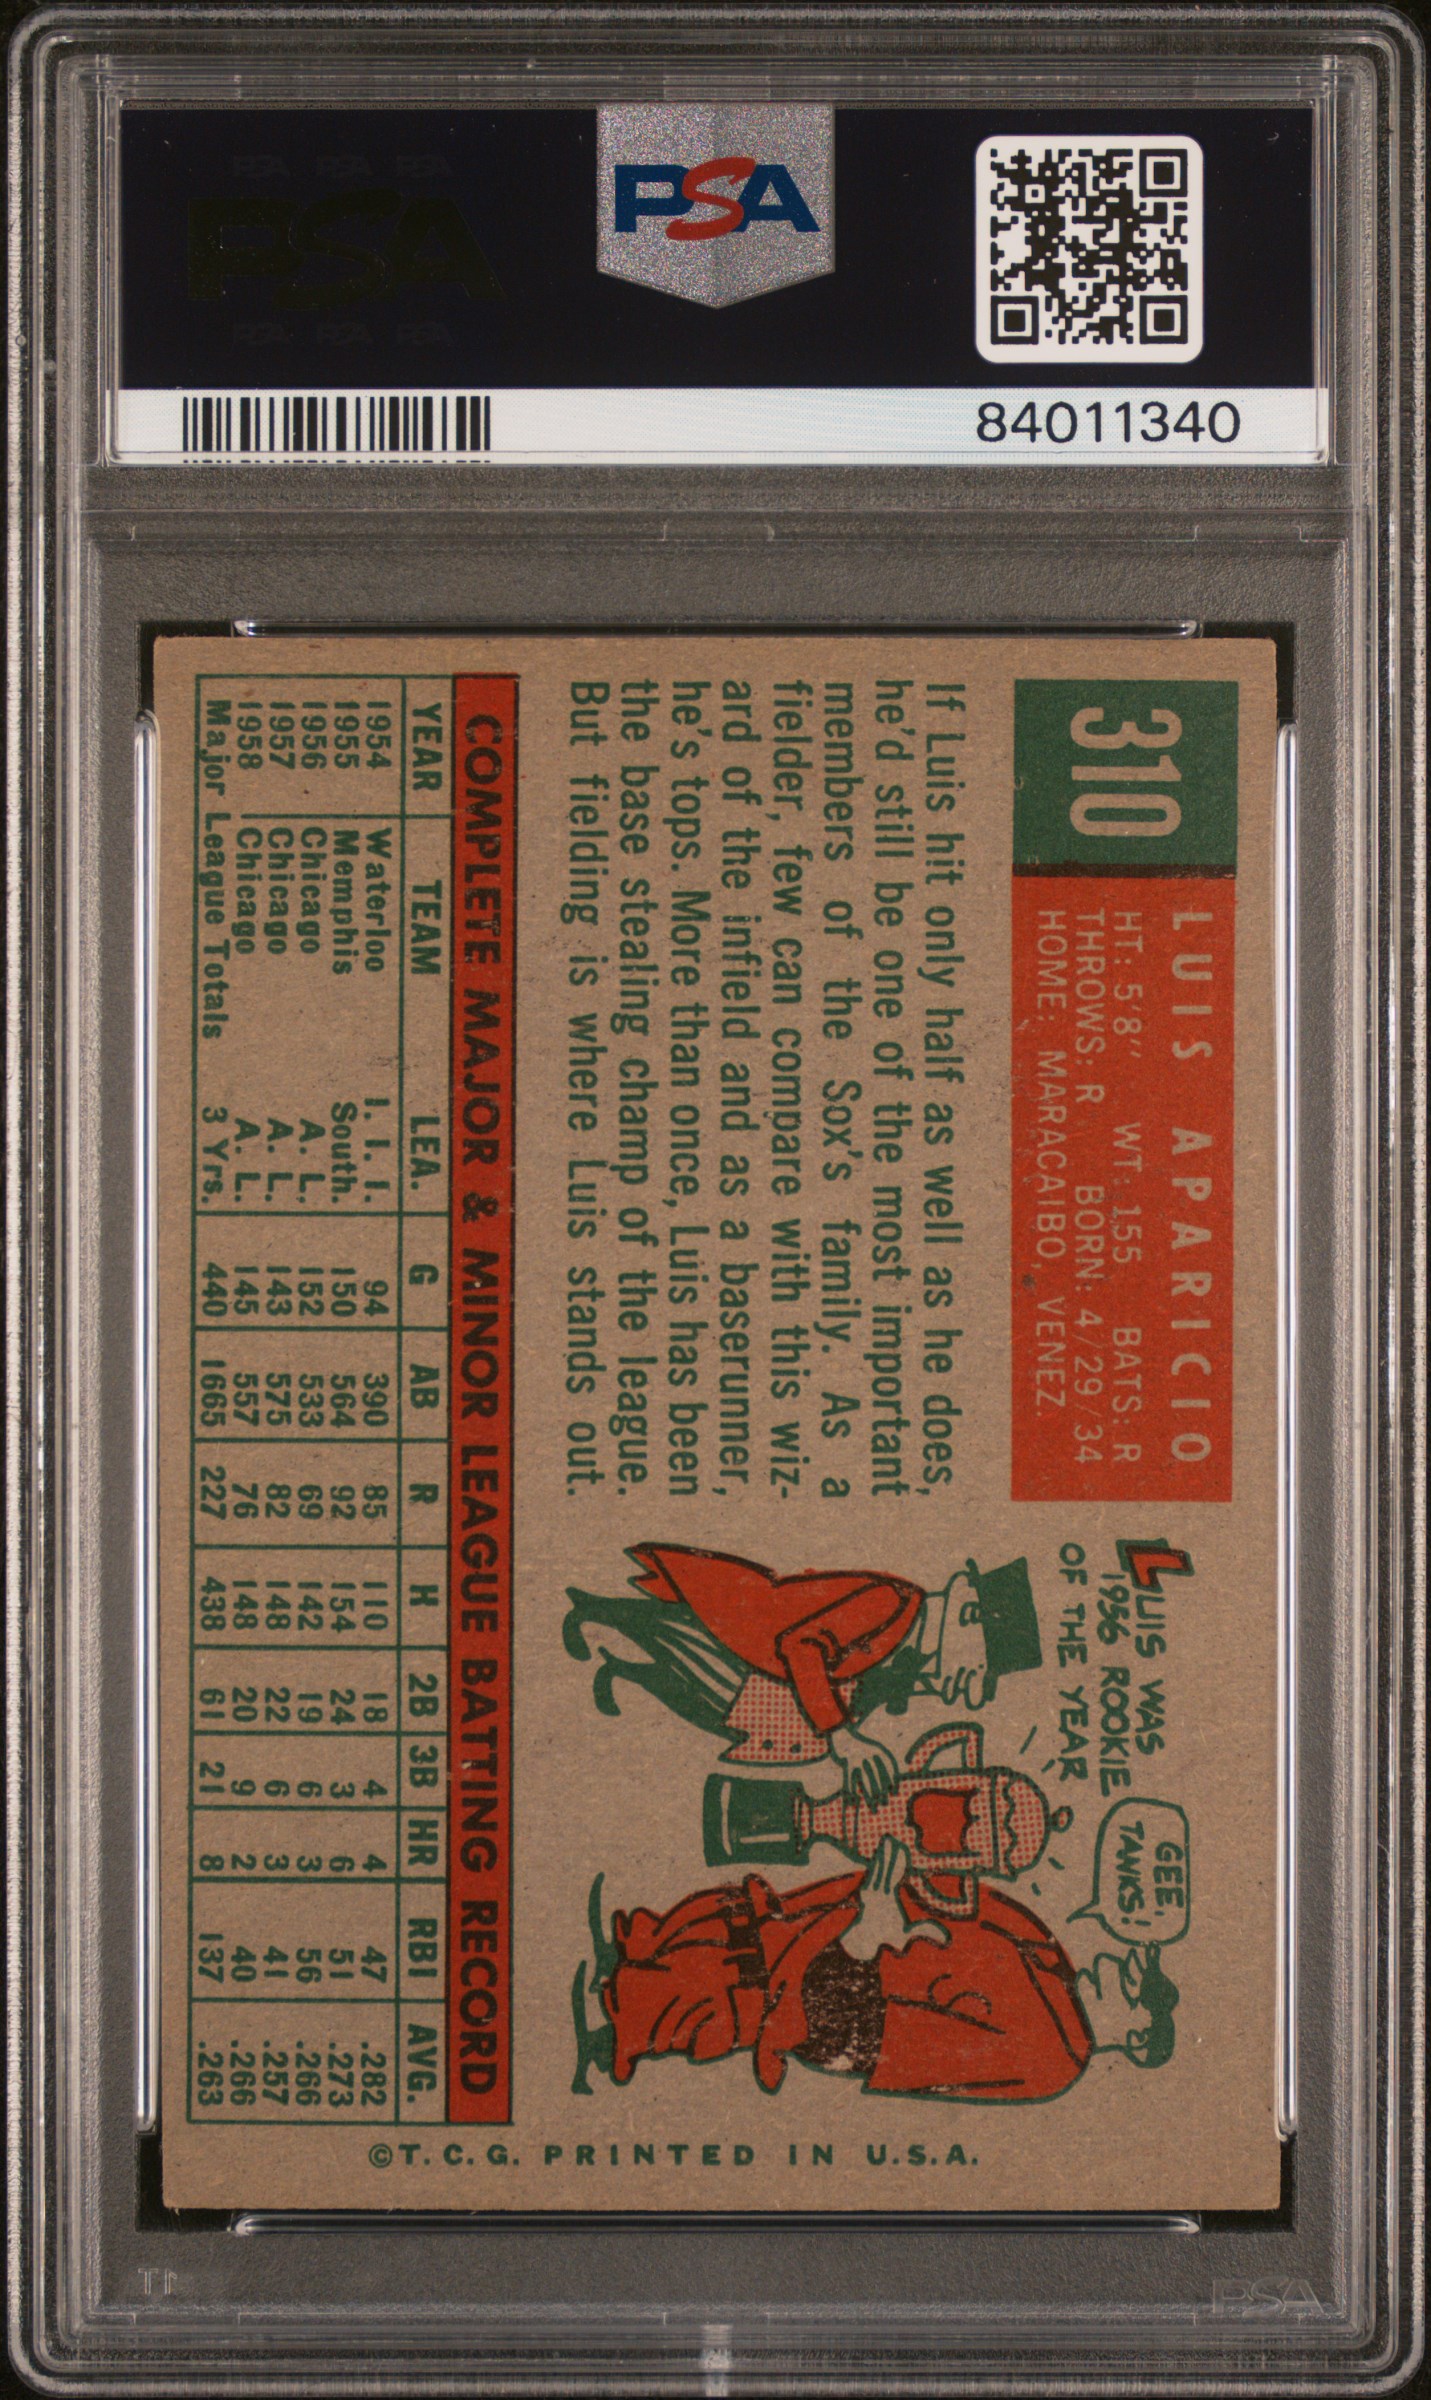 PSA
84011340
310
LUIS APARICIO
HT: 5'8" WT: 155 BATS: R
THROWS: R BORN: 4/29/34
HOME: MARACAIBO, VENEZ.
If Luis hit only half as well as he does,
he'd still be one of the most important
members of the Sox's family. As a
fielder, few can compare with this wiz-
ard of the infield and as a baserunner,
he's tops. More than once, Luis has been
the base stealing champ of the league.
But fielding is where Luis stands out.
LUIS WAS
1956 ROOKIE
OF THE YEAR
GEE,
TANKS!
COMPLETE MAJOR & MINOR LEAGUE BATTING RECORD
YEAR TEAM LEA. G AB R H 2B 3B HR RBI AVG.
1954 Waterloo I. I. I. 94 390 85 110 18 4 4 47 .282
1955 Memphis South. 150 564 92 154 24 3 6 51 .273
1956 Chicago A. L. 152 533 69 142 19 6 3 56 .266
1957 Chicago A. L. 143 575 82 148 22 6 3 41 .257
1958 Chicago A. L. 145 557 76 148 20 9 2 40 .266
Major League Totals 3 Yrs. 440 1665 227 438 61 21 8 137 .263
©T. C. G. PRINTED IN U.S.A.
PSA